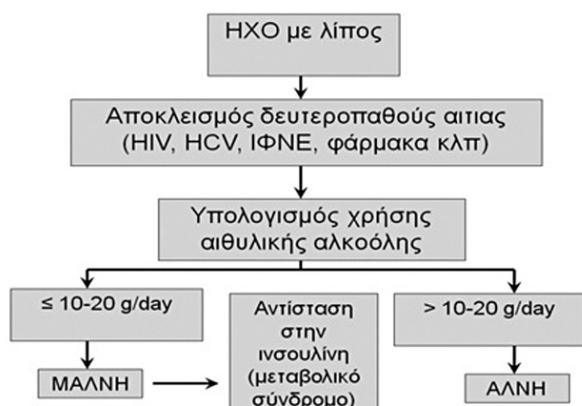 ΗΧΟ με λίπος
Αποκλεισμός δευτεροπαθούς αιτιας
(HIV, HCV, ΙΦΝΕ, φάρμακα κλπ)
Υπολογισμός χρήσης
αιθυλικής αλκοόλης
≤ 10-20 g/day
Αντίσταση
στην
ινσουλίνη
(μεταβολικό
σύνδρομο)
> 10-20 g/day
ΜΑΛΝΗ
ΑΛΝΗ